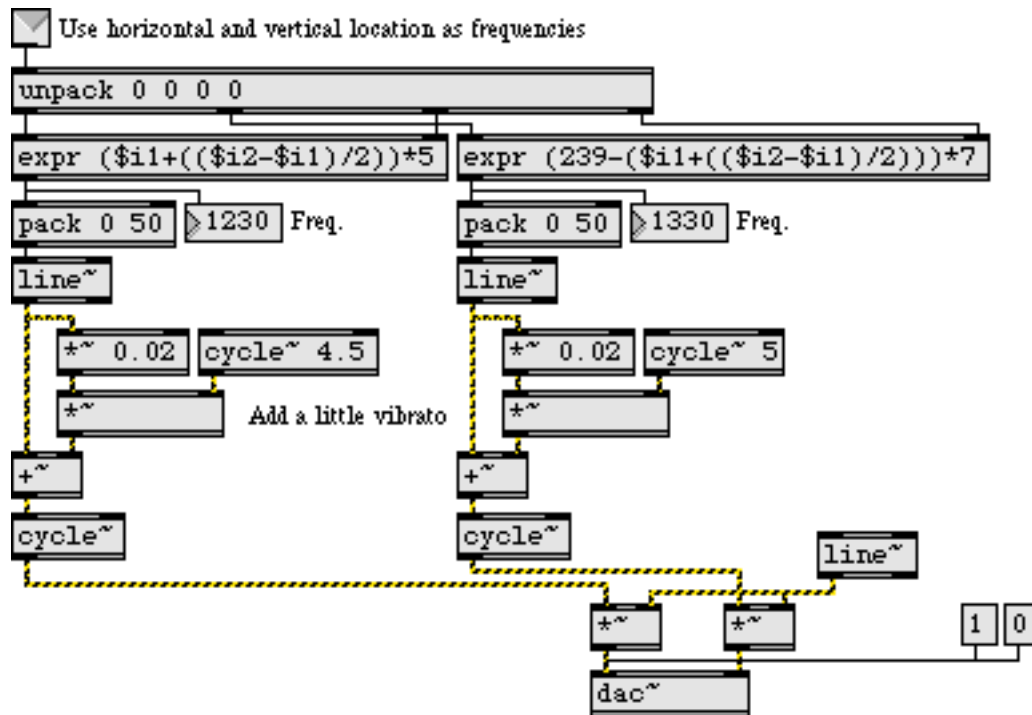 Use horizontal and vertical location as frequencies
unpack 0 0 0 0
expr ($i1+(($i2-$i1)/2))*5 expr (239-($i1+(($i2-$i1)/2)))*7
pack 0 50 1230 Freq. pack 0 50 1330 Freq.
line~ line~
*~ 0.02 cycle~ 4.5 *~ 0.02 cycle~ 5
*~ Add a little vibrato *~
+~ +~
cycle~ cycle~
line~
*~ *~ 1 0
dac~